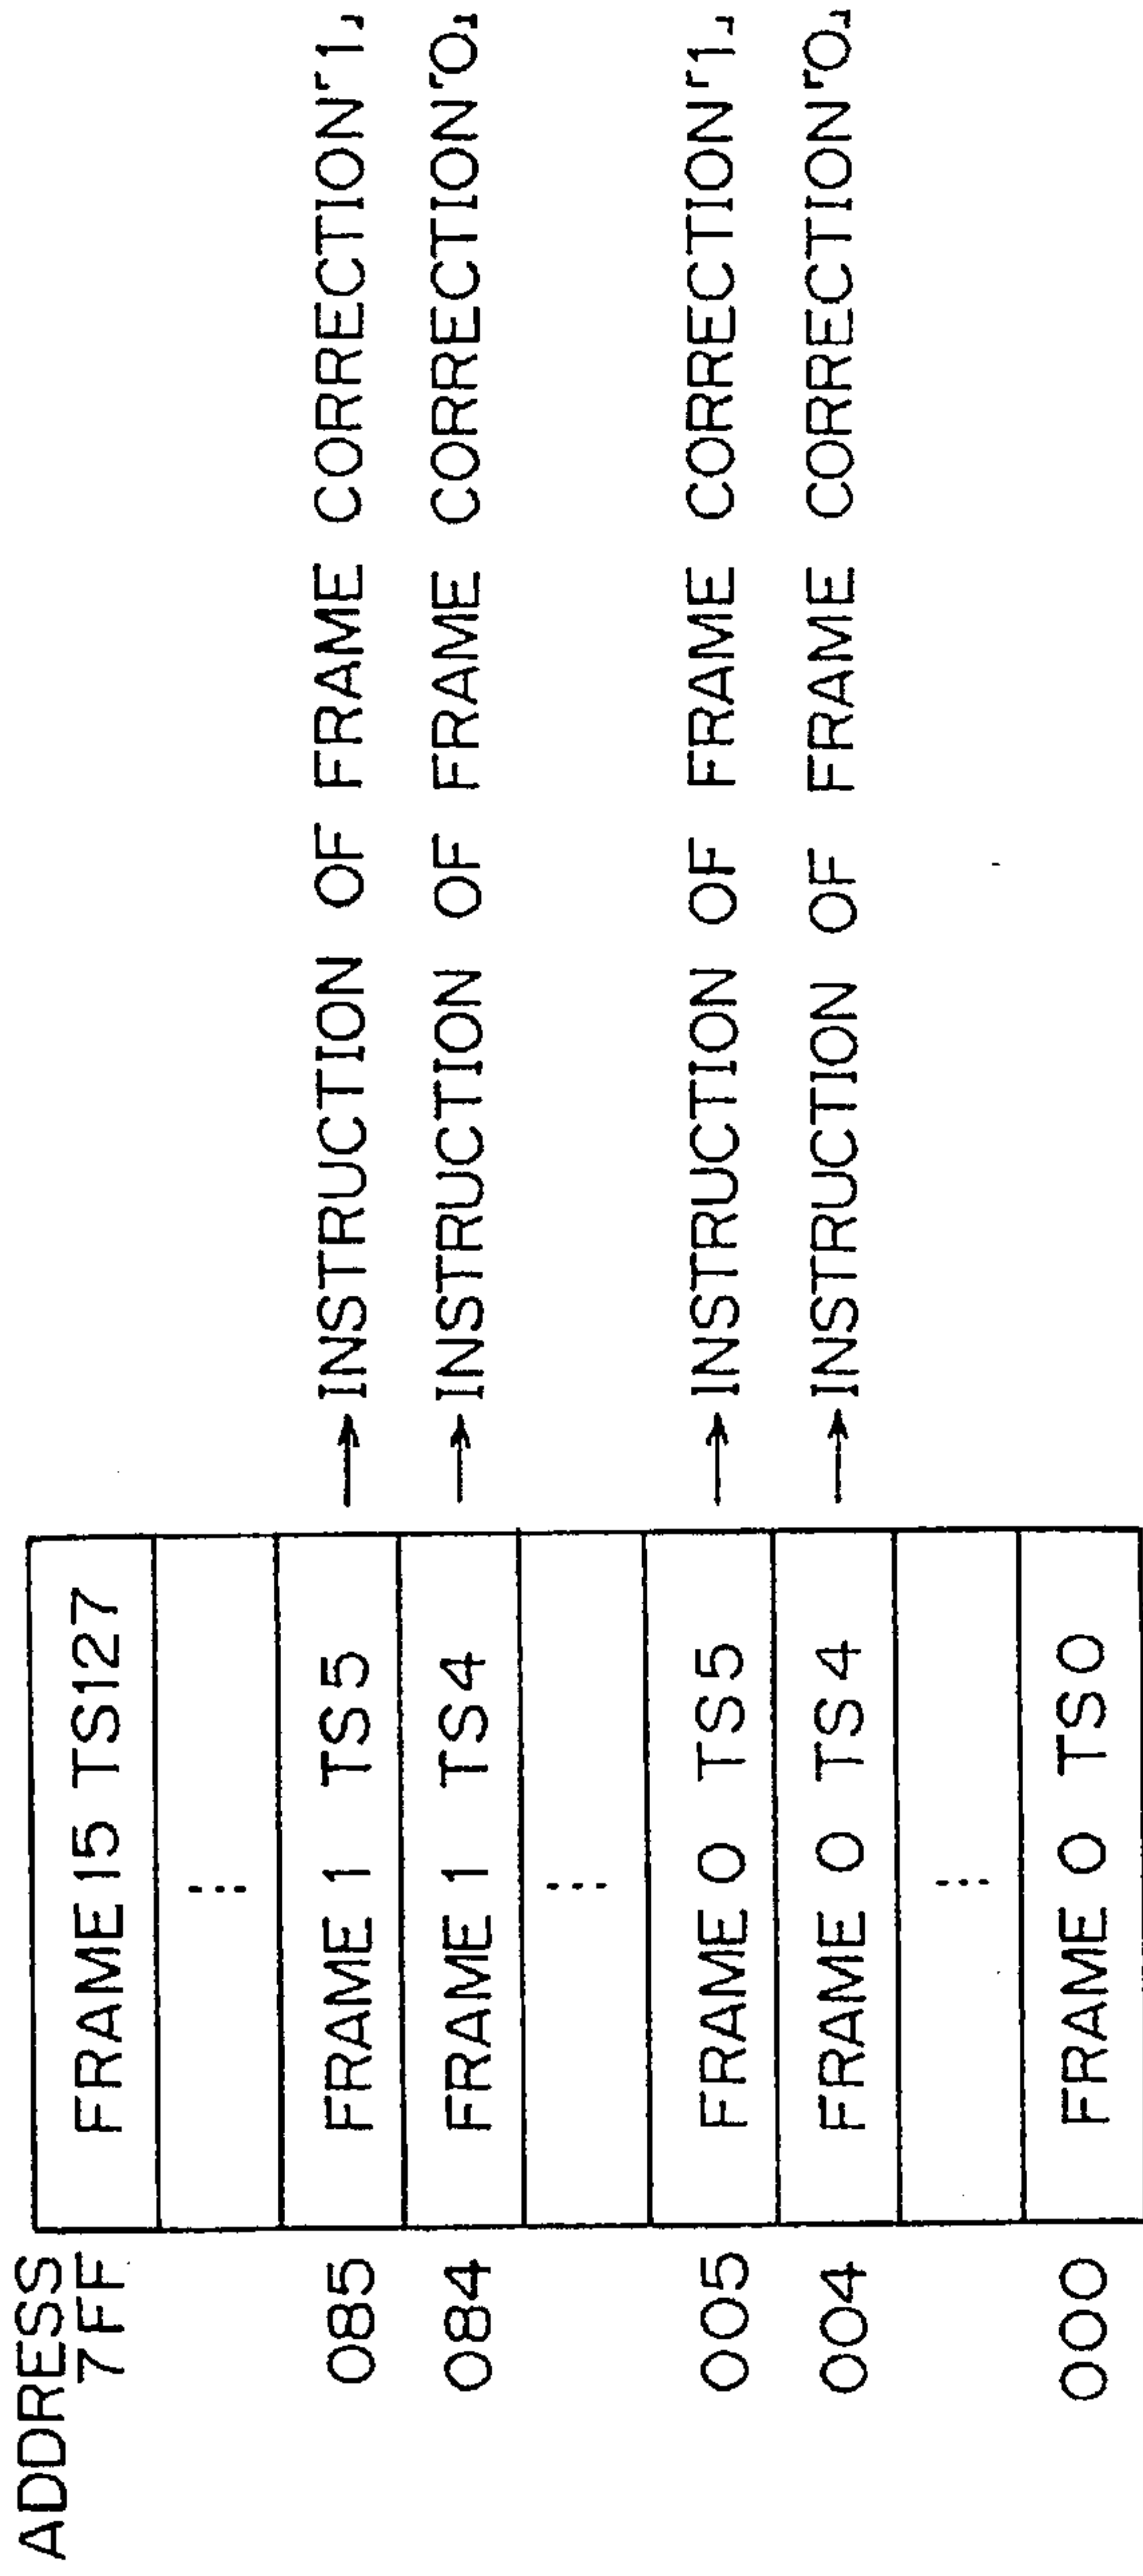 ADDRESS
7FF FRAME 15 TS127
⋮
085 FRAME 1 TS5 → INSTRUCTION OF FRAME CORRECTION「1」
084 FRAME 1 TS4 → INSTRUCTION OF FRAME CORRECTION「0」
⋮
005 FRAME 0 TS5 → INSTRUCTION OF FRAME CORRECTION「1」
004 FRAME 0 TS4 → INSTRUCTION OF FRAME CORRECTION「0」
⋮
000 FRAME 0 TS0